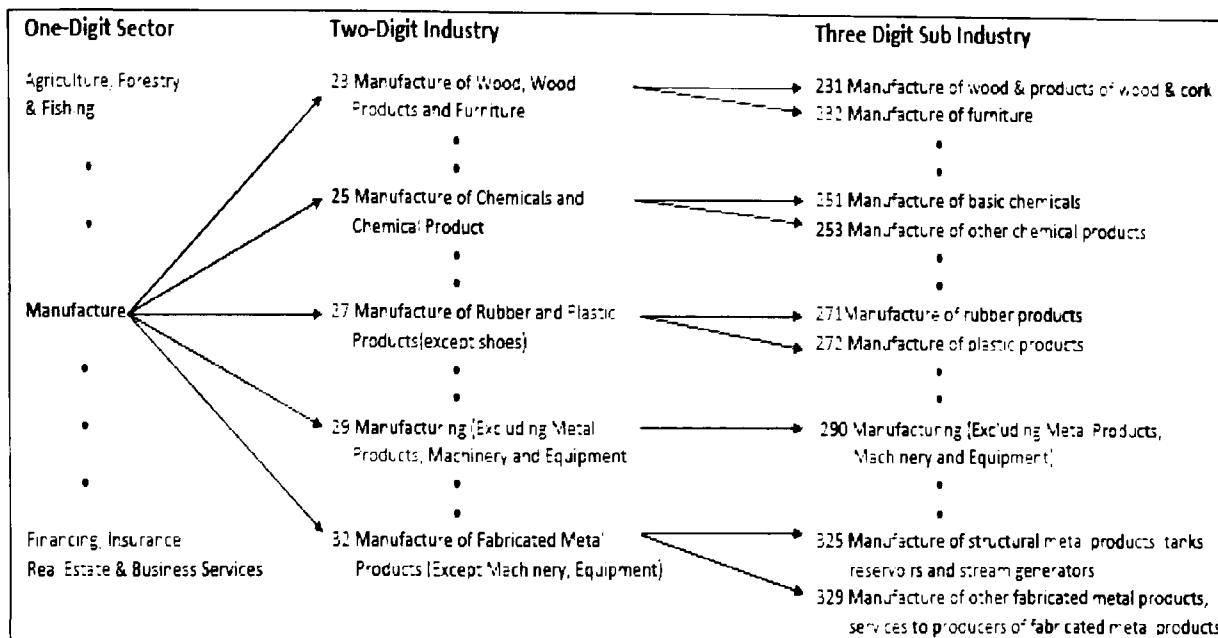 One-Digit Sector
Two-Digit Industry
Three Digit Sub Industry
Agriculture, Forestry
& Fishing
Manufacture
Financing, Insurance
Real Estate & Business Services
23 Manufacture of Wood, Wood
Products and Furniture
25 Manufacture of Chemicals and
Chemical Product
27 Manufacture of Rubber and Plastic
Products(except shoes)
29 Manufacturing (Excluding Metal
Products, Machinery and Equipment
32 Manufacture of Fabricated Metal
Products (Except Machinery, Equipment)
231 Manufacture of wood & products of wood & cork
232 Manufacture of furniture
251 Manufacture of basic chemicals
253 Manufacture of other chemical products
271Manufacture of rubber products
272 Manufacture of plastic products
290 Manufacturing (Excluding Metal Products,
Machinery and Equipment)
325 Manufacture of structural metal products, tanks
reservoirs and stream generators
329 Manufacture of other fabricated metal products,
services to producers of fabricated metal products